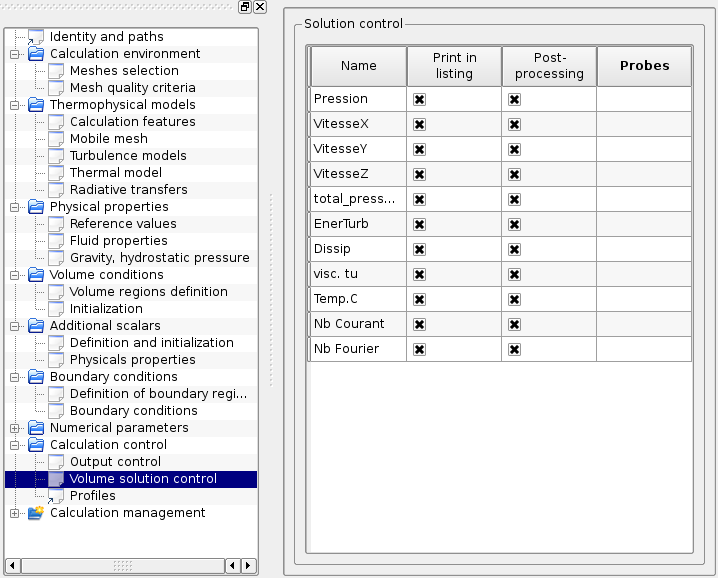 Identity and paths
Calculation environment
Meshes selection
Mesh quality criteria
Thermophysical models
Calculation features
Mobile mesh
Turbulence models
Thermal model
Radiative transfers
Physical properties
Reference values
Fluid properties
Gravity, hydrostatic pressure
Volume conditions
Volume regions definition
Initialization
Additional scalars
Definition and initialization
Physicals properties
Boundary conditions
Definition of boundary regi...
Boundary conditions
Numerical parameters
Calculation control
Output control
Volume solution control
Profiles
Calculation management
Solution control
Name
Print in
listing
Post-
processing
Probes
Pression
VitesseX
VitesseY
VitesseZ
total_press...
EnerTurb
Dissip
visc. tu
Temp.C
Nb Courant
Nb Fourier